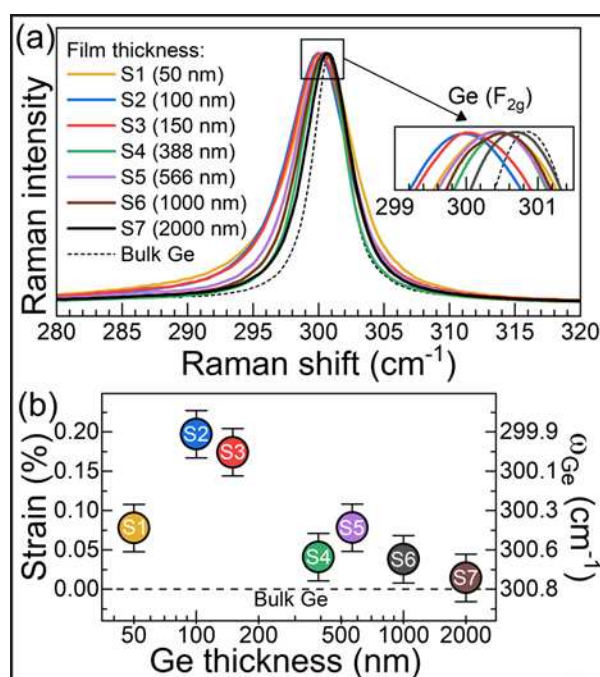 (a)
Film thickness:
S1 (50 nm)
S2 (100 nm)
S3 (150 nm)
S4 (388 nm)
S5 (566 nm)
S6 (1000 nm)
S7 (2000 nm)
Bulk Ge
Ge (F2g)
299 300 301
Raman intensity
280 285 290 295 300 305 310 315 320
Raman shift (cm-1)
(b)
Strain (%)
0.20
0.15
0.10
0.05
0.00
S1
S2
S3
S4
S5
S6
S7
Bulk Ge
299.9
300.1
300.3
300.6
300.8
ωGe (cm-1)
50 100 200 500 1000 2000
Ge thickness (nm)